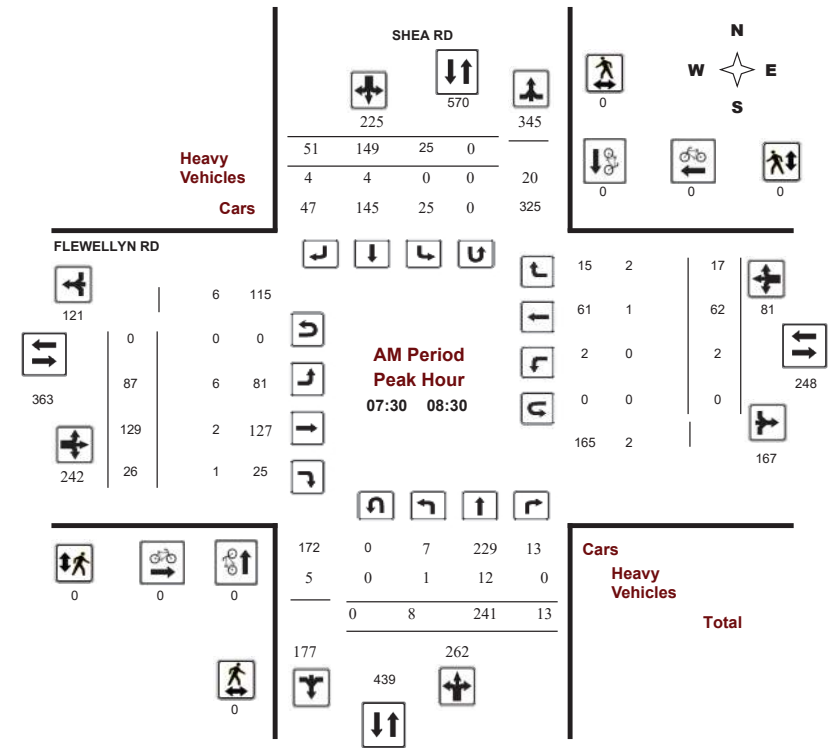 SHEA RD
N
W E
S
570
0
225 345
51 149 25 0
Heavy
Vehicles
4 4 0 0 20
Cars
47 145 25 0 325
0 0 0
FLEWELLYN RD
121
6 115
0 0 0
363
87 6 81
129 2 127
242
26 1 25
AM Period
Peak Hour
07:30 08:30
15 2 17
61 1 62 81
2 0 2
248
0 0 0
165 2
167
172 0 7 229 13
5 0 1 12 0
0 8 241 13
177 262
439
Cars
Heavy
Vehicles
Total
0 0 0
0